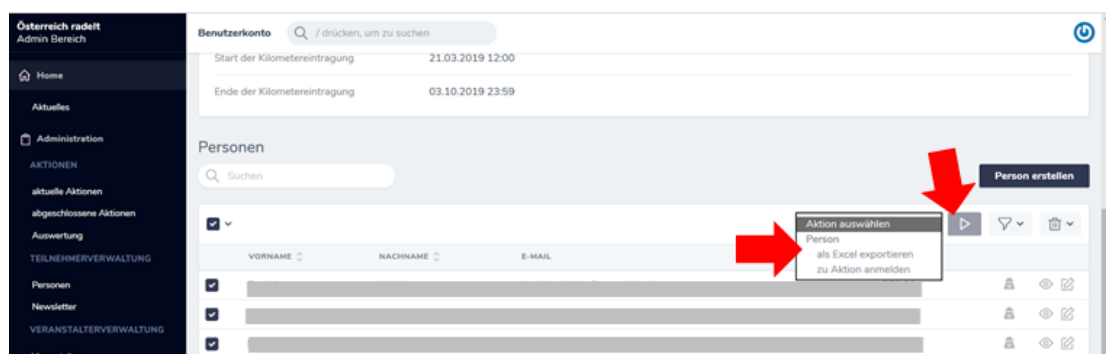 Österreich radelt
Admin Bereich
Benutzerkonto
/ drücken, um zu suchen
Home
Aktuelles
Administration
AKTIONEN
aktuelle Aktionen
abgeschlossene Aktionen
Auswertung
TEILNEHMERVERWALTUNG
Personen
Newsletter
VERANSTALTERVERWALTUNG
Start der Kilometereintragung 21.03.2019 12:00
Ende der Kilometereintragung 03.10.2019 23:59
Personen
Suchen
Person erstellen
Aktion auswählen
Person
als Excel exportieren
zu Aktion anmelden
VORNAME NACHNAME E-MAIL